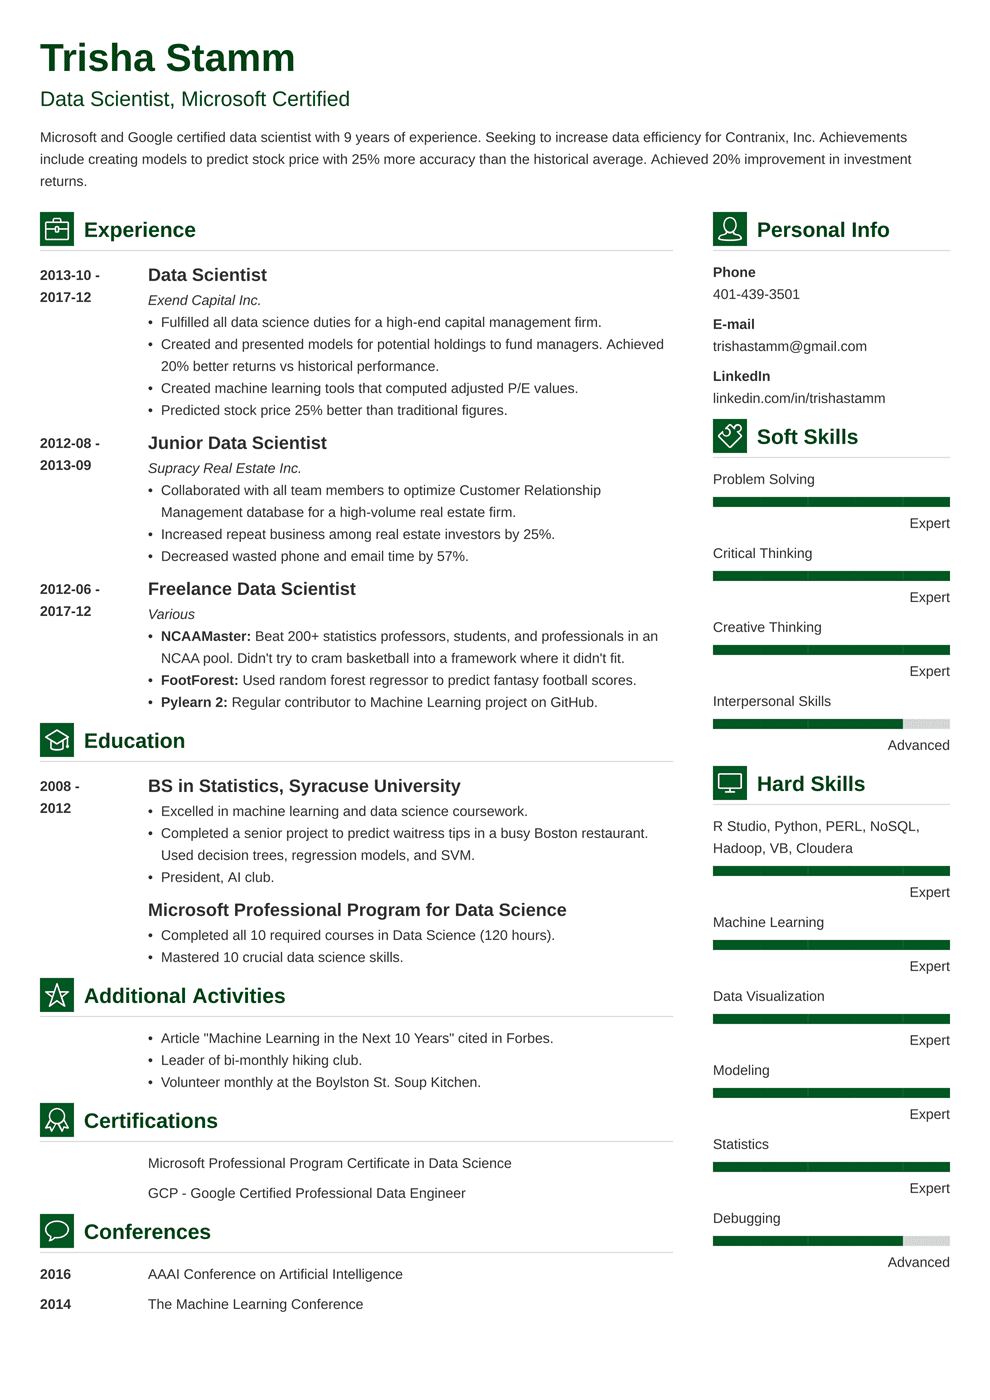 Trisha Stamm
Data Scientist, Microsoft Certified
Microsoft and Google certified data scientist with 9 years of experience. Seeking to increase data efficiency for Contranix, Inc. Achievements
include creating models to predict stock price with 25% more accuracy than the historical average. Achieved 20% improvement in investment
returns.
Experience
2013-10 -
2017-12
Data Scientist
Exend Capital Inc.
• Fulfilled all data science duties for a high-end capital management firm.
• Created and presented models for potential holdings to fund managers. Achieved
20% better returns vs historical performance.
• Created machine learning tools that computed adjusted P/E values.
• Predicted stock price 25% better than traditional figures.
2012-08 -
2013-09
Junior Data Scientist
Supracy Real Estate Inc.
• Collaborated with all team members to optimize Customer Relationship
Management database for a high-volume real estate firm.
• Increased repeat business among real estate investors by 25%.
• Decreased wasted phone and email time by 57%.
2012-06 -
2017-12
Freelance Data Scientist
Various
• NCAAMaster: Beat 200+ statistics professors, students, and professionals in an
NCAA pool. Didn't try to cram basketball into a framework where it didn't fit.
• FootForest: Used random forest regressor to predict fantasy football scores.
• Pylearn 2: Regular contributor to Machine Learning project on GitHub.
Education
2008 -
2012
BS in Statistics, Syracuse University
• Excelled in machine learning and data science coursework.
• Completed a senior project to predict waitress tips in a busy Boston restaurant.
Used decision trees, regression models, and SVM.
• President, AI club.
Microsoft Professional Program for Data Science
• Completed all 10 required courses in Data Science (120 hours).
• Mastered 10 crucial data science skills.
Additional Activities
• Article "Machine Learning in the Next 10 Years" cited in Forbes.
• Leader of bi-monthly hiking club.
• Volunteer monthly at the Boylston St. Soup Kitchen.
Certifications
Microsoft Professional Program Certificate in Data Science
GCP - Google Certified Professional Data Engineer
Conferences
2016
AAAI Conference on Artificial Intelligence
2014
The Machine Learning Conference
Personal Info
Phone
401-439-3501
E-mail
trishastamm@gmail.com
LinkedIn
linkedin.com/in/trishastamm
Soft Skills
Problem Solving
Expert
Critical Thinking
Expert
Creative Thinking
Expert
Interpersonal Skills
Advanced
Hard Skills
R Studio, Python, PERL, NoSQL,
Hadoop, VB, Cloudera
Expert
Machine Learning
Expert
Data Visualization
Expert
Modeling
Expert
Statistics
Expert
Debugging
Advanced